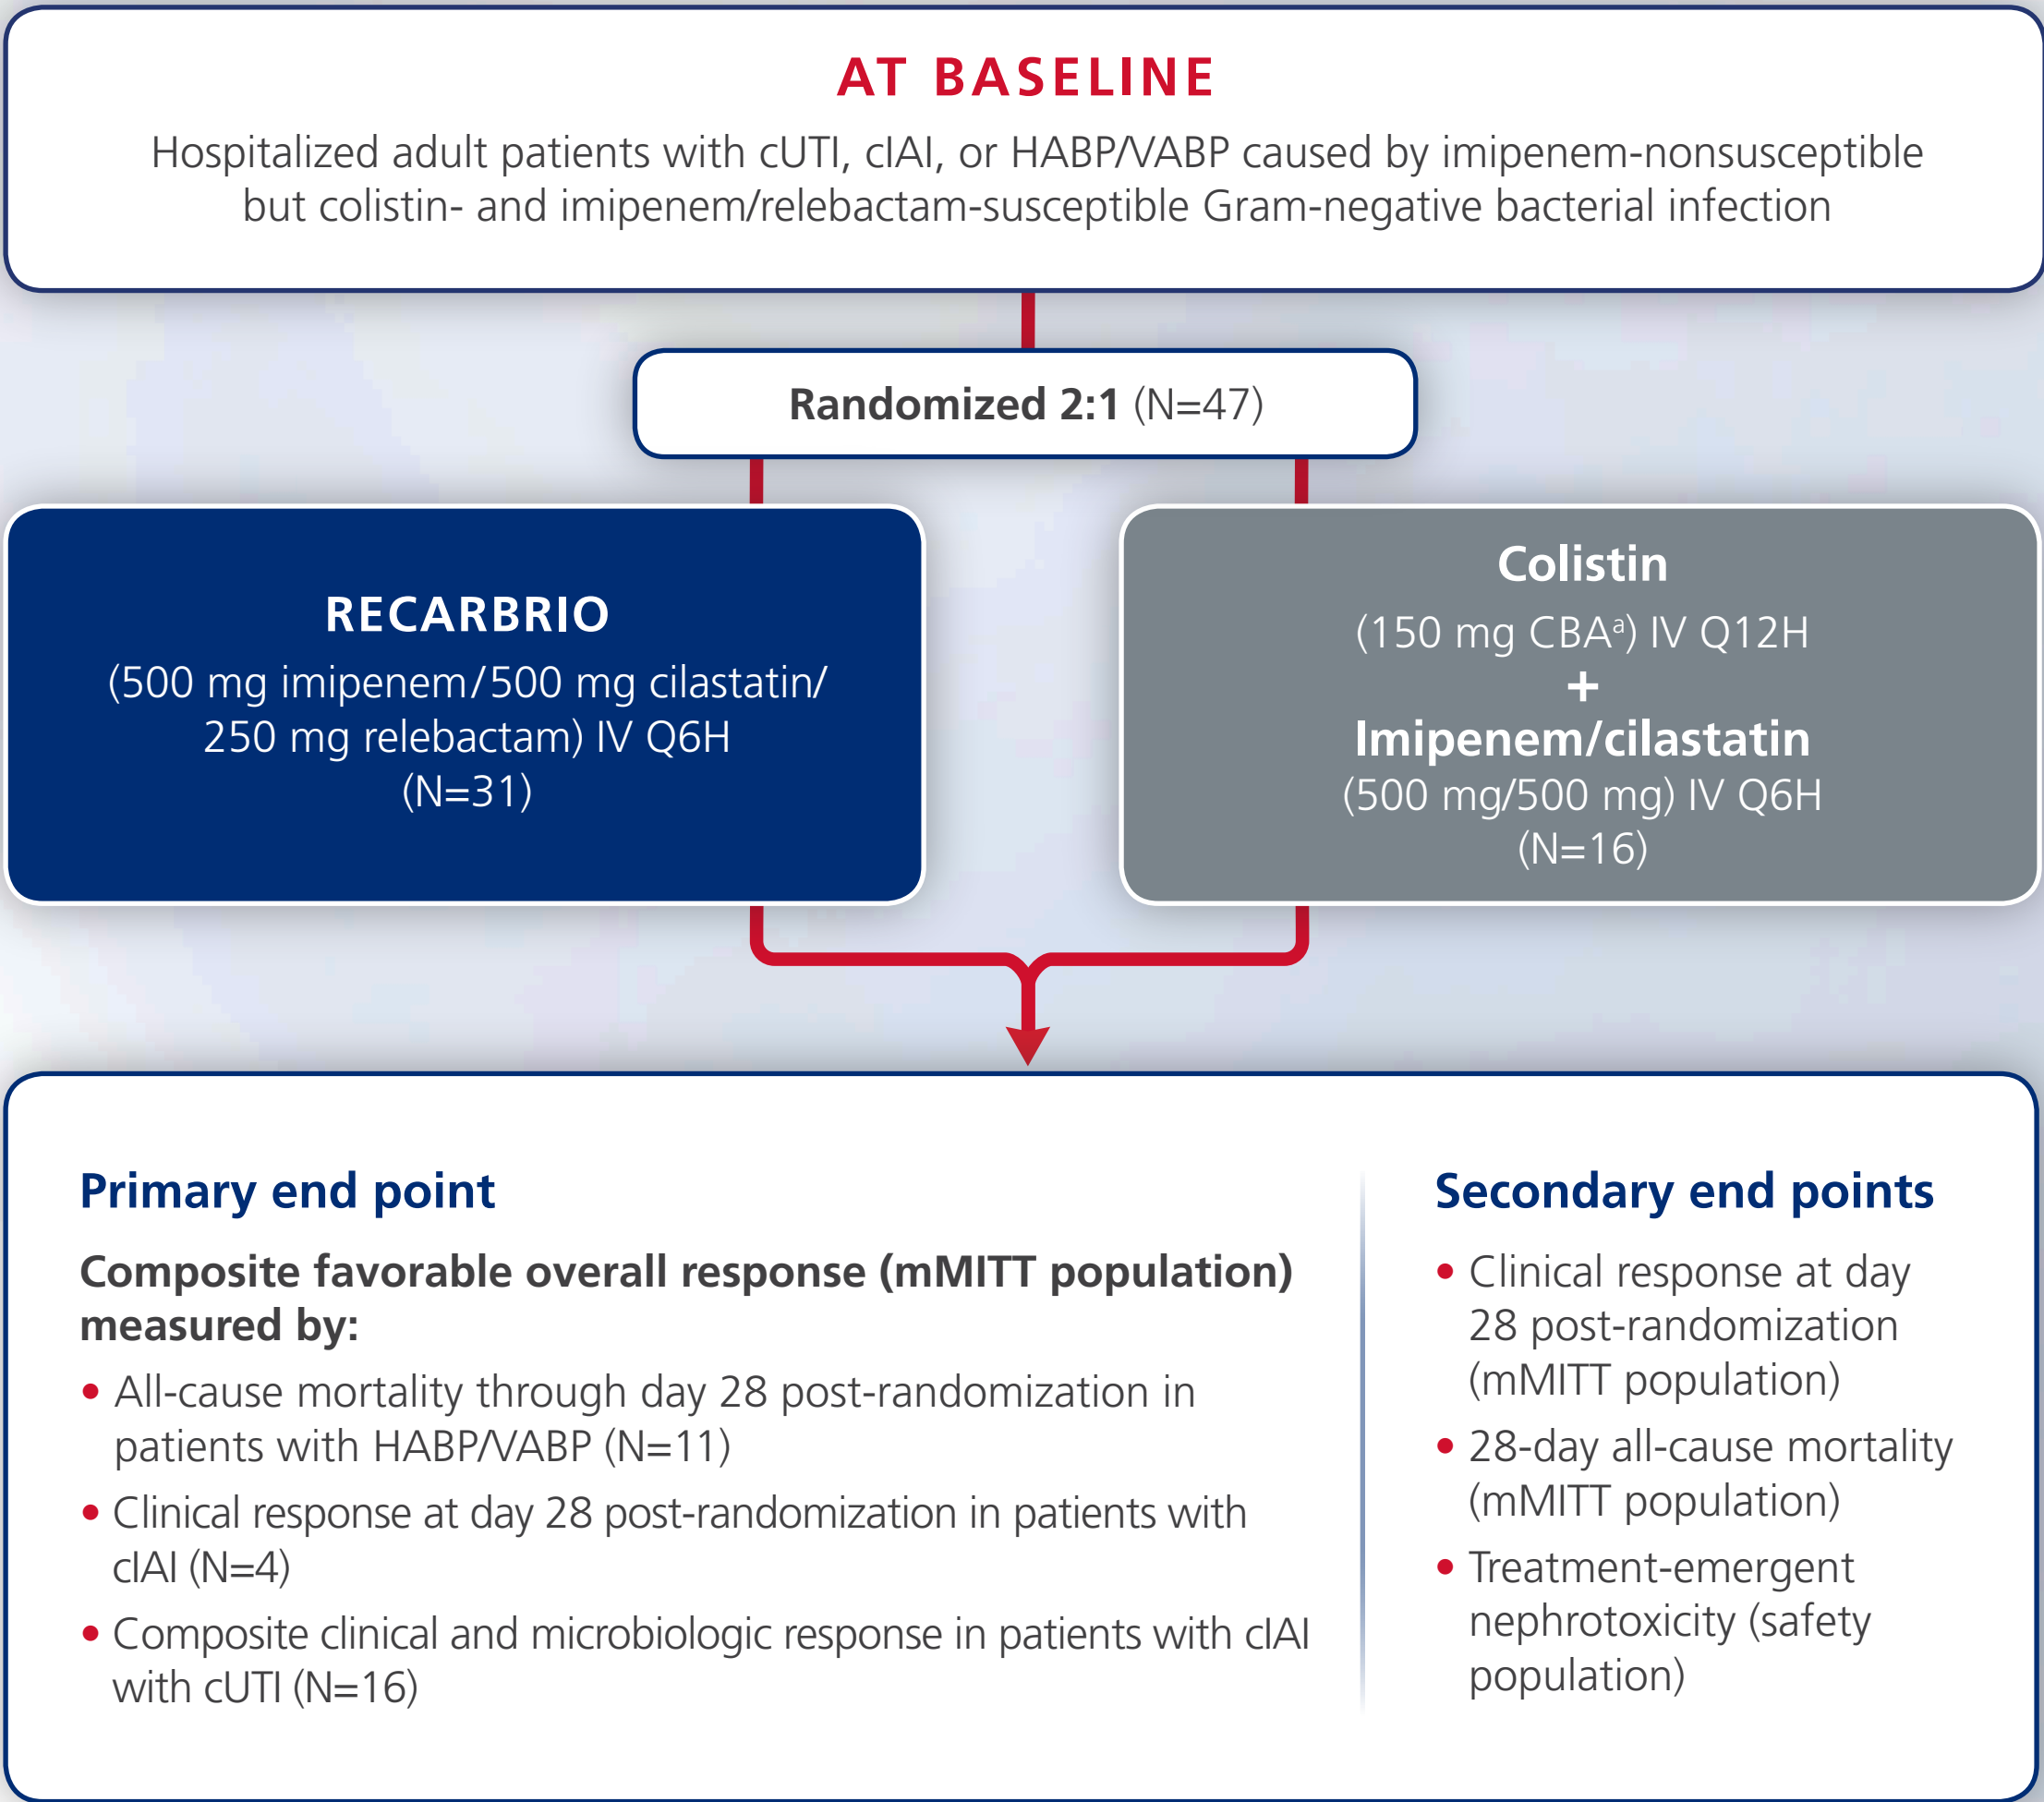 AT BASELINE
Hospitalized adult patients with cUTI, cIAI, or HABP/VABP caused by imipenem-nonsusceptible
but colistin- and imipenem/relebactam-susceptible Gram-negative bacterial infection
Randomized 2:1 (N=47)
RECARBRIO
(500 mg imipenem/500 mg cilastatin/
250 mg relebactam) IV Q6H
(N=31)
Colistin
(150 mg CBAᵃ) IV Q12H
+
Imipenem/cilastatin
(500 mg/500 mg) IV Q6H
(N=16)
Primary end point
Composite favorable overall response (mMITT population)
measured by:
• All-cause mortality through day 28 post-randomization in
patients with HABP/VABP (N=11)
• Clinical response at day 28 post-randomization in patients with
cIAI (N=4)
• Composite clinical and microbiologic response in patients with cIAI
with cUTI (N=16)
Secondary end points
• Clinical response at day
28 post-randomization
(mMITT population)
• 28-day all-cause mortality
(mMITT population)
• Treatment-emergent
nephrotoxicity (safety
population)